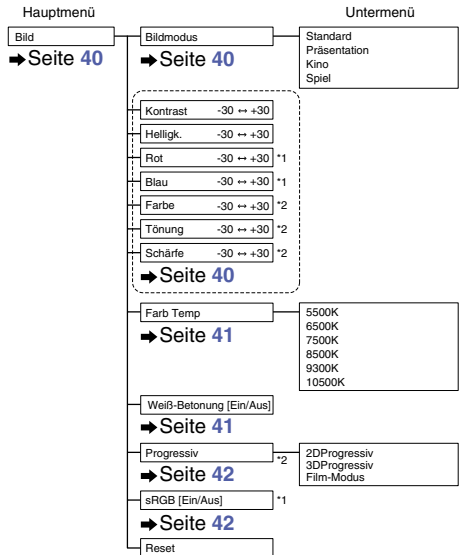 Hauptmenü
Untermenü
Bild
➡Seite 40
Bildmodus
➡Seite 40
Standard
Präsentation
Kino
Spiel
Kontrast -30 ↔ +30
Helligk. -30 ↔ +30
Rot -30 ↔ +30 *1
Blau -30 ↔ +30 *1
Farbe -30 ↔ +30 *2
Tönung -30 ↔ +30 *2
Schärfe -30 ↔ +30 *2
➡Seite 40
Farb Temp
➡Seite 41
5500K
6500K
7500K
8500K
9300K
10500K
Weiß-Betonung [Ein/Aus]
➡Seite 41
Progressiv *2
➡Seite 42
2DProgressiv
3DProgressiv
Film-Modus
sRGB [Ein/Aus] *1
➡Seite 42
Reset